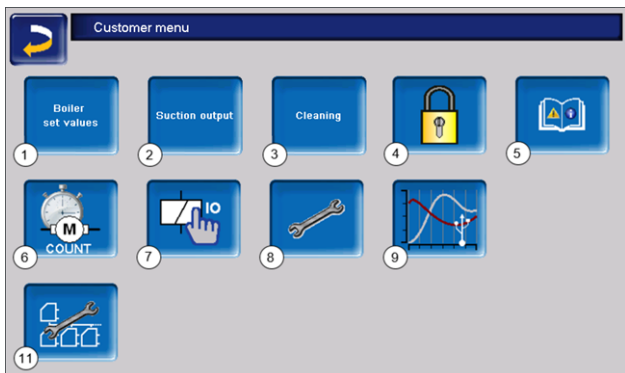 Customer menu
Boiler
set values
Suction output
Cleaning
1
2
3
4
5
M
COUNT
IO
6
7
8
9
11